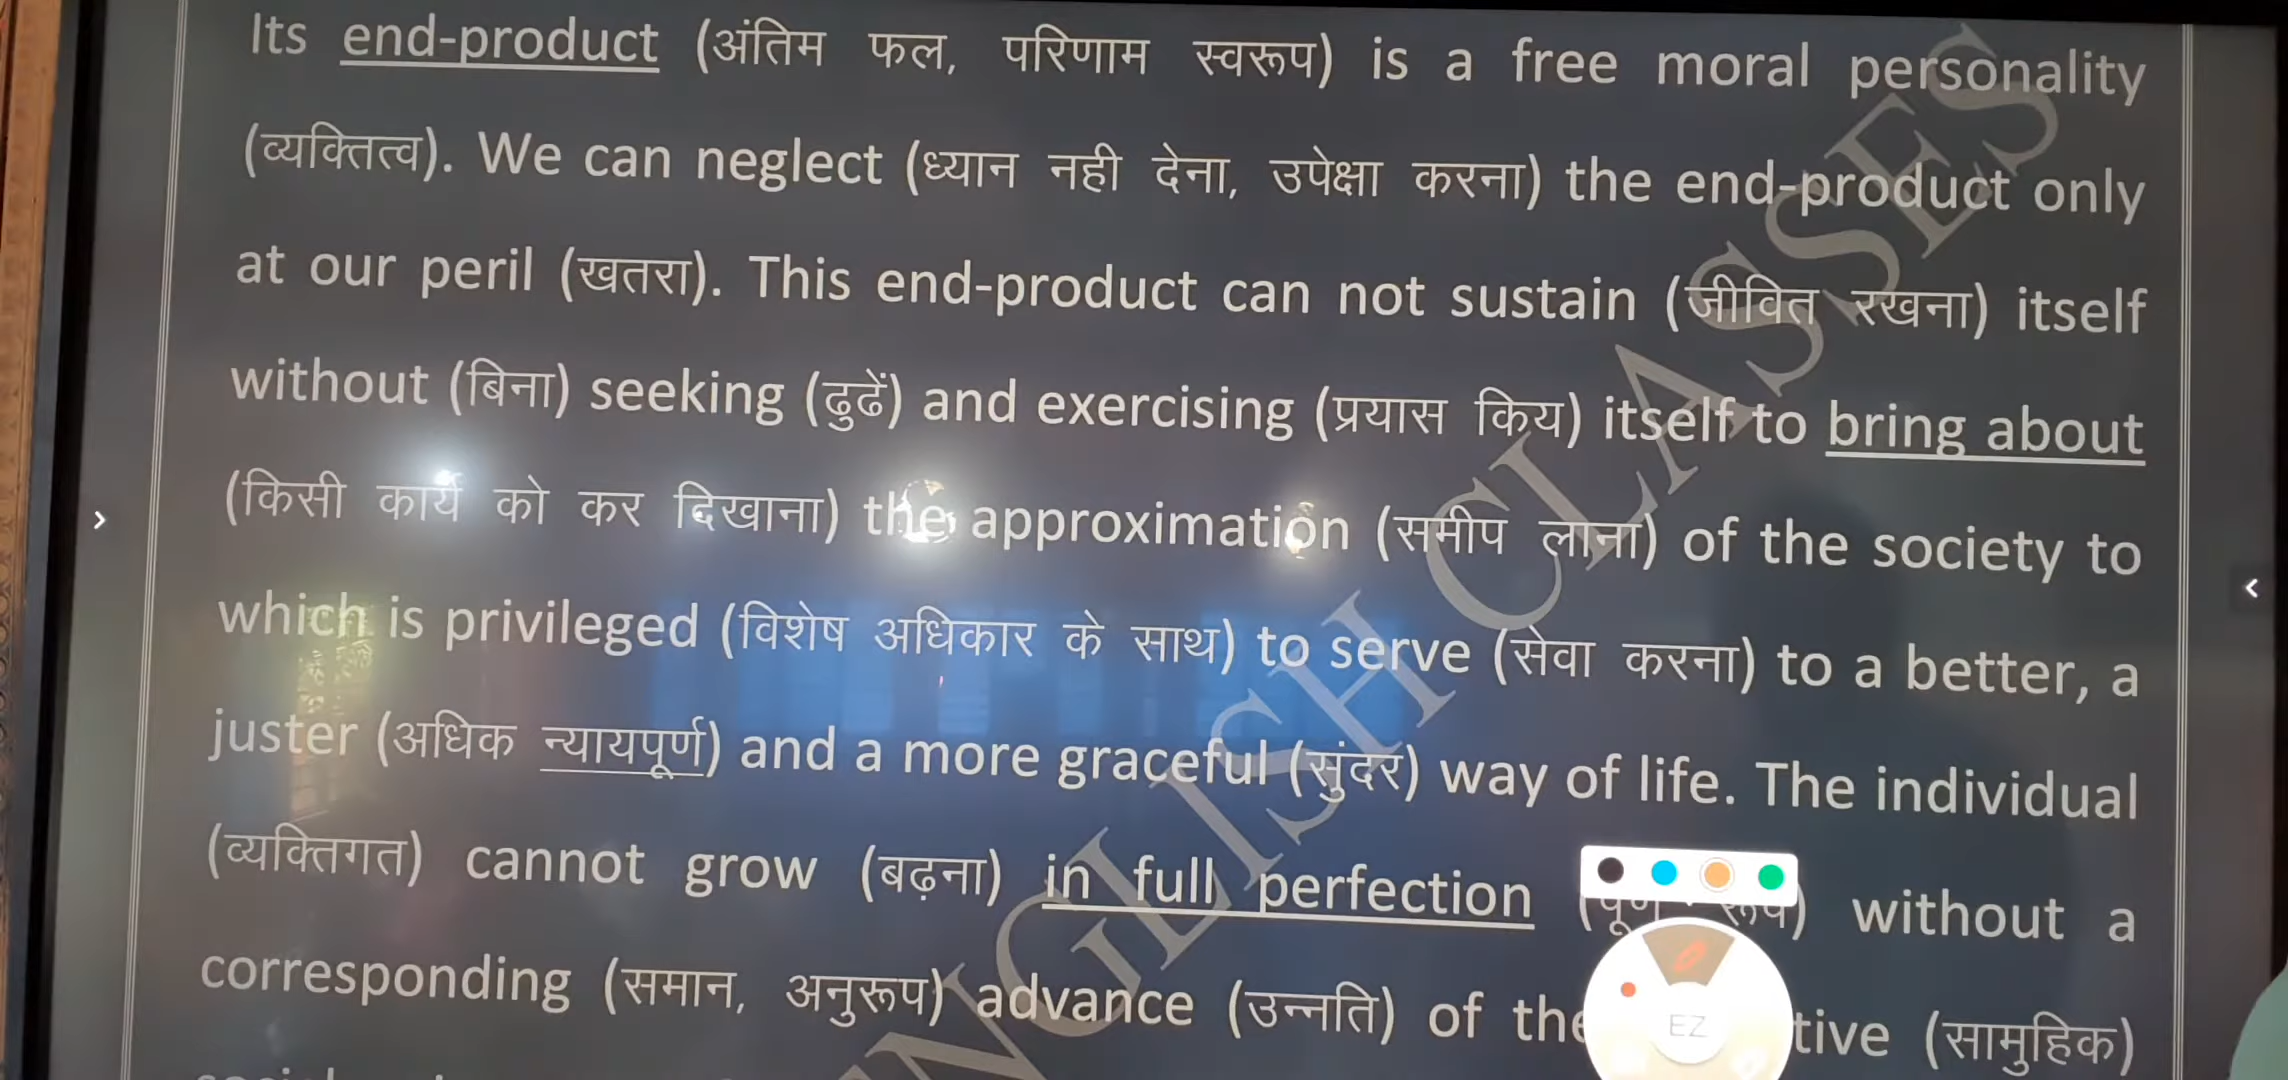 Its end-product (अंतिम फल, परिणाम स्वरूप) is a free moral personality
(व्यक्तित्व). We can neglect (ध्यान नही देना, उपेक्षा करना) the end-product only
at our peril (खतरा). This end-product can not sustain (जीवित रखना) itself
without (बिना) seeking (ढुढें) and exercising (प्रयास किय) itself to bring about
(किसी कार्य को कर दिखाना) the approximation (समीप लाना) of the society to
which is privileged (विशेष अधिकार के साथ) to serve (सेवा करना) to a better, a
juster (अधिक न्यायपूर्ण) and a more graceful (सुंदर) way of life. The individual
(व्यक्तिगत) cannot grow (बढ़ना) in full perfection (पूर्ण रूप) without a
corresponding (समान, अनुरूप) advance (उन्नति) of the tive (सामुहिक)
ENGLISH CLASSES
EZ